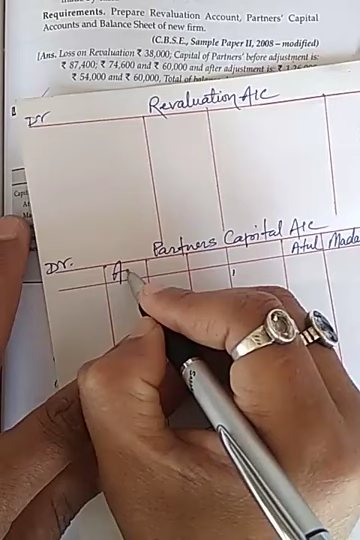 Requirements. Prepare Revaluation Account, Partners' Capital
Accounts and Balance Sheet of new firm.
(C.B.S.E., Sample Paper II, 2008 – modified)
[Ans. Loss on Revaluation ₹ 38,000; Capital of Partners' before adjustment is:
₹ 87,400; ₹ 74,600 and ₹ 60,000 and after adjustment is: ₹
₹ 54,000 and ₹ 60,000, Total of
Dr Revaluation A/c
Partners Capital A/c
Dr. Atul Mada